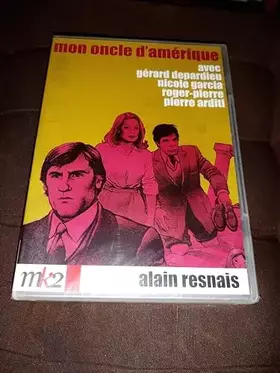 mon oncle d'amérique
avec
gérard depardieu
nicole garcia
roger-pierre
pierre arditi
mk2
alain resnais